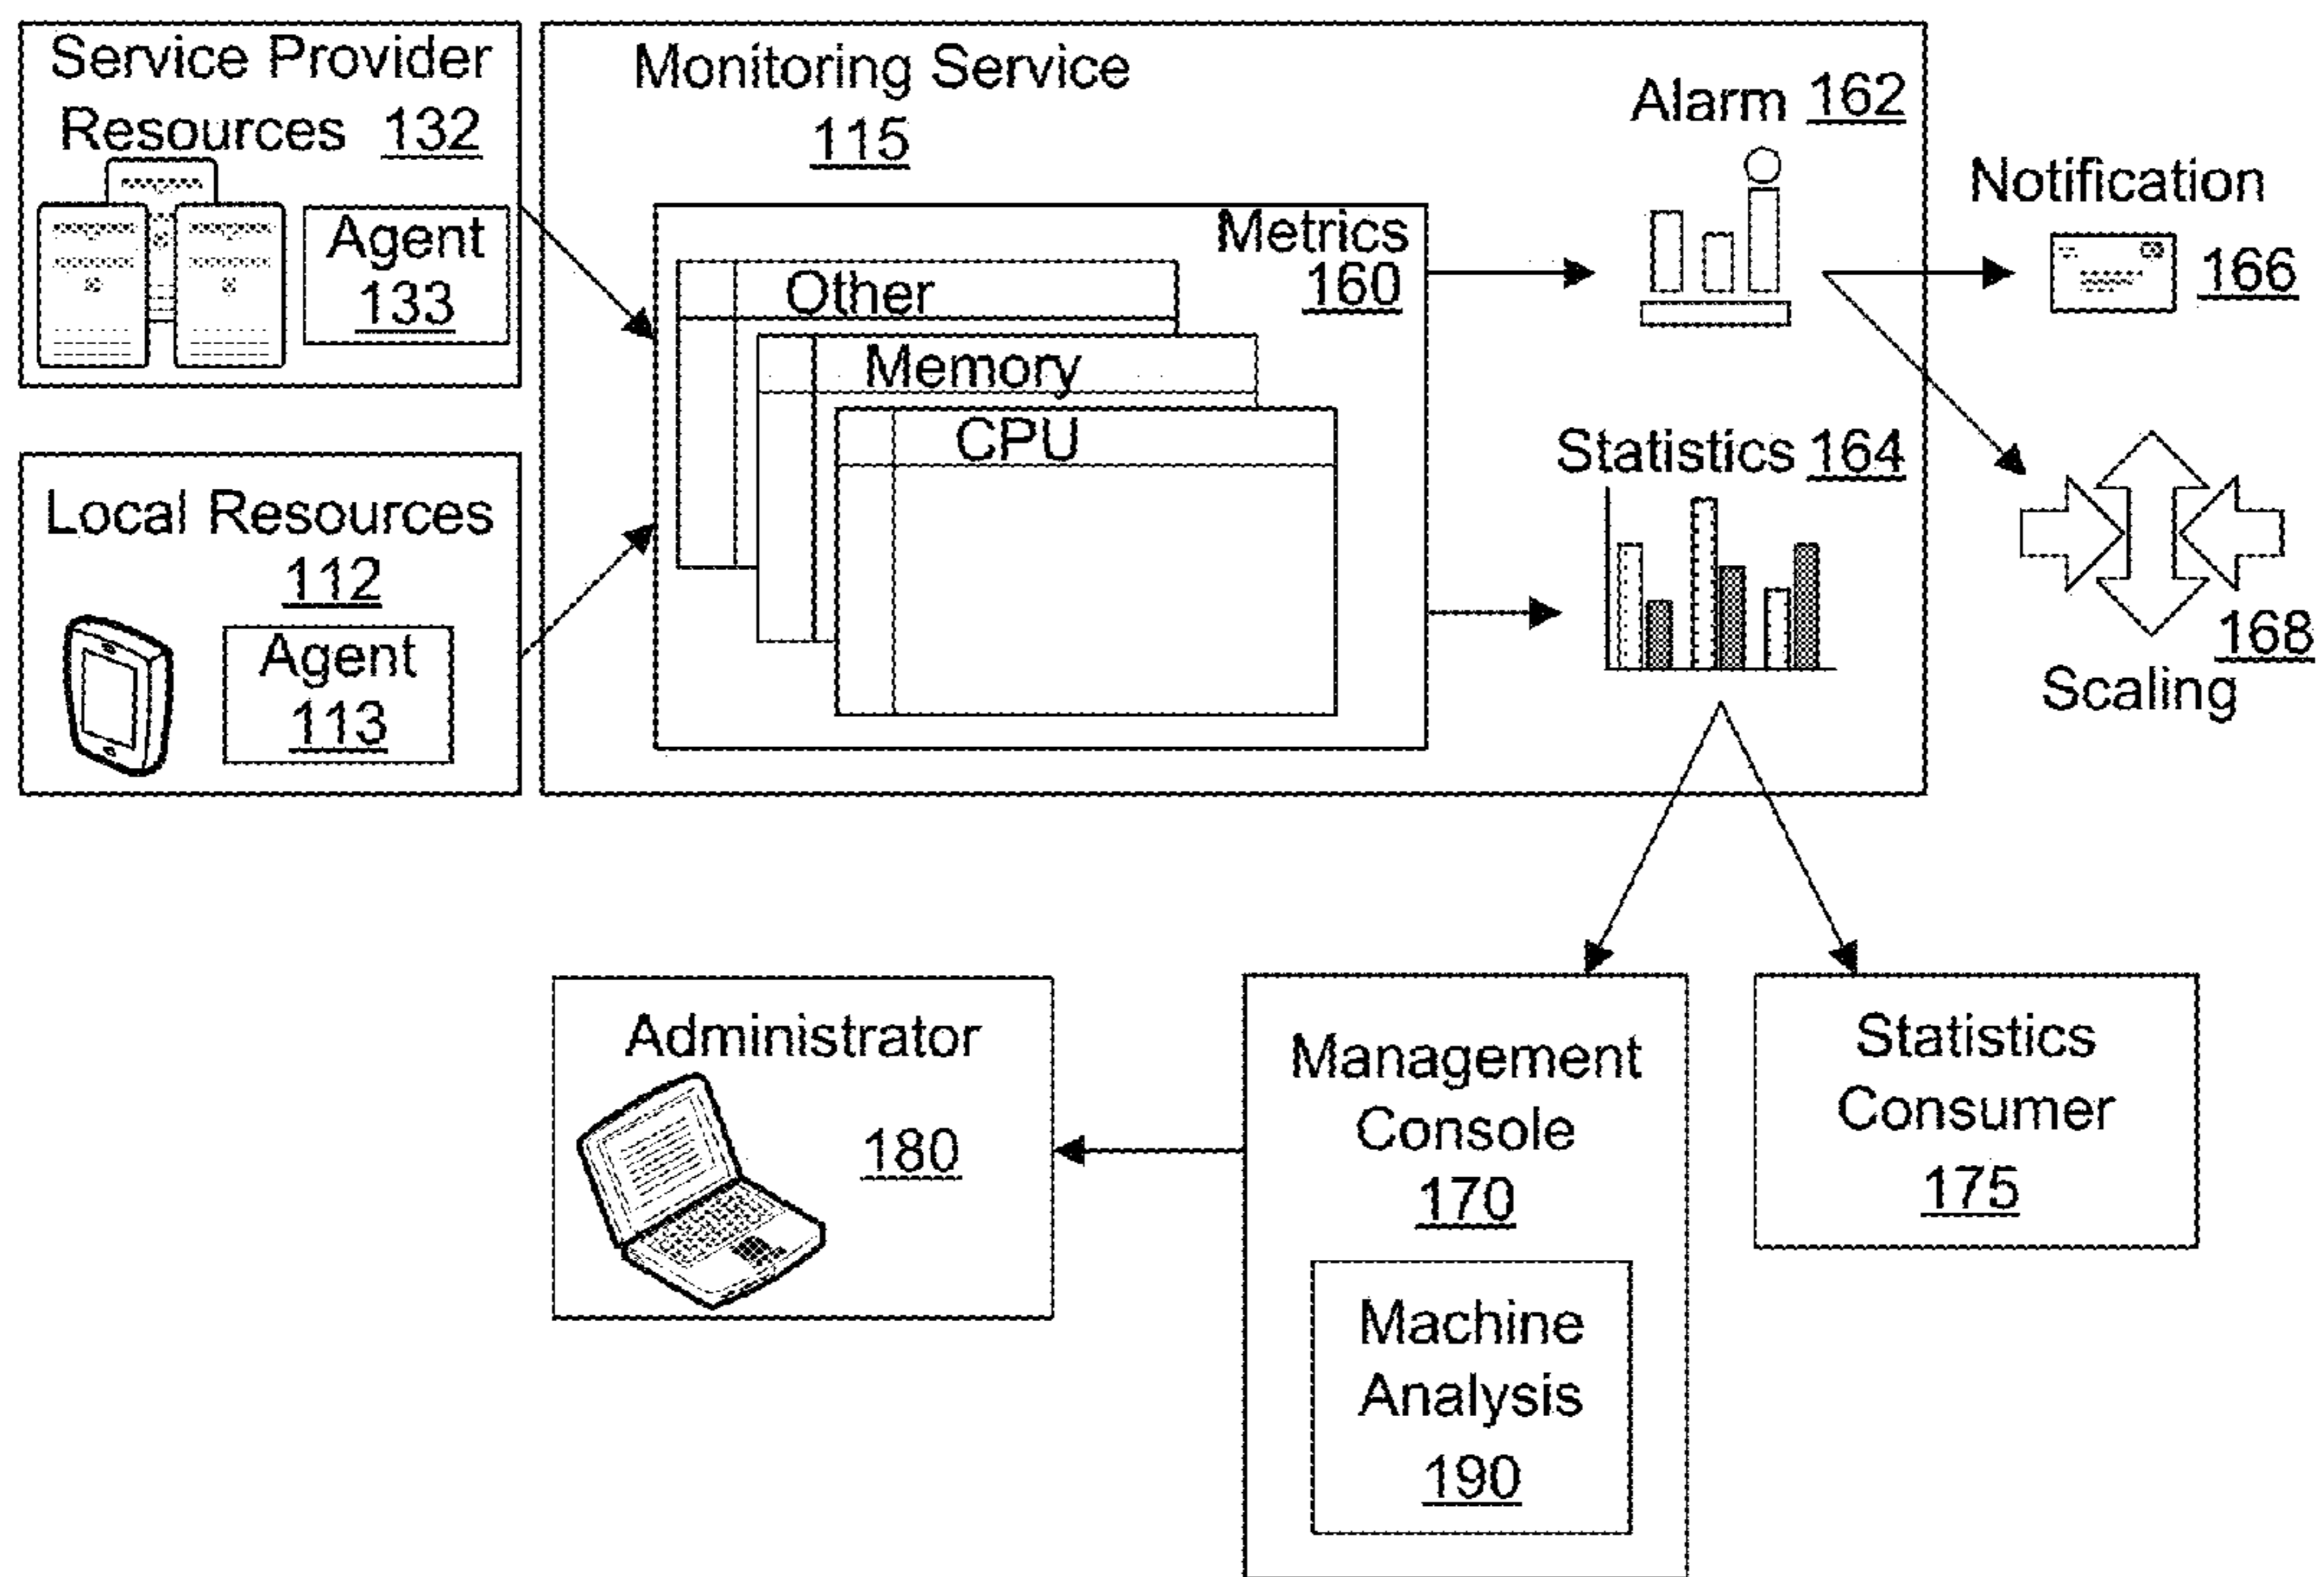 Service Provider
Resources 132
Agent
133
Local Resources
112
Agent
113
Monitoring Service
115
Metrics
160
Other
Memory
CPU
Alarm 162
Statistics 164
Notification
166
168
Scaling
Administrator
180
Management
Console
170
Machine
Analysis
190
Statistics
Consumer
175